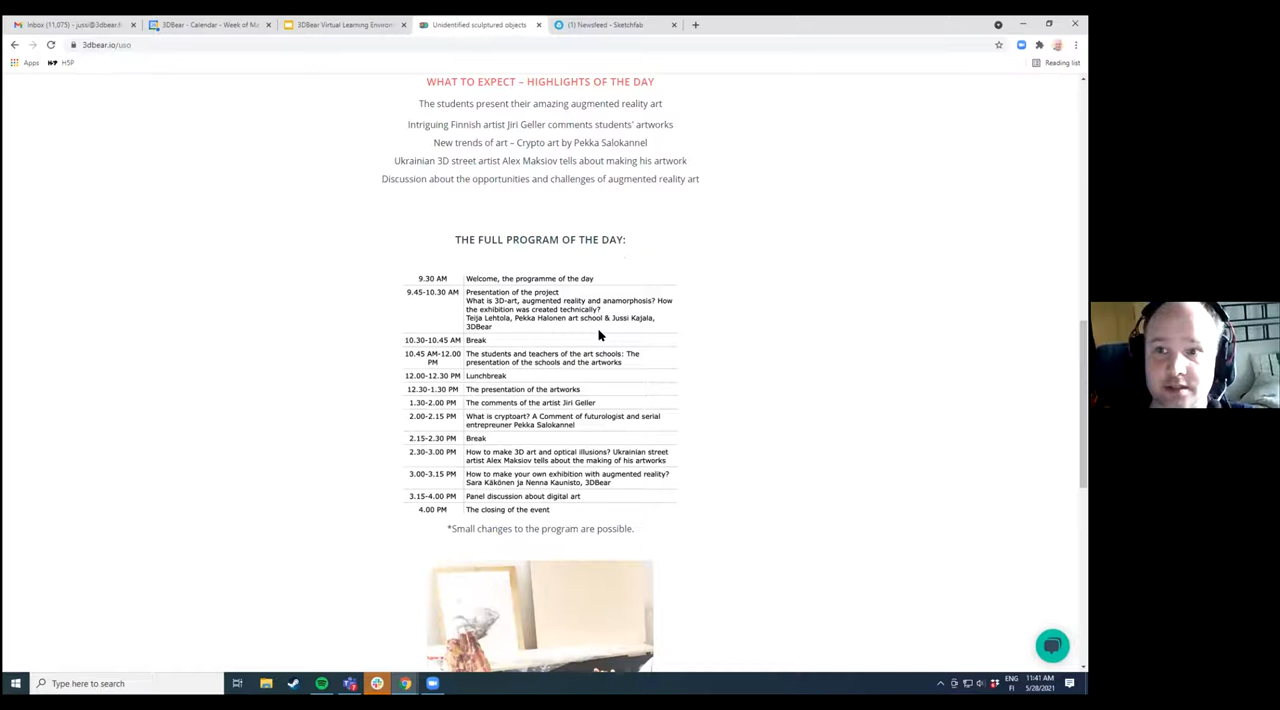 Inbox (11,075) - jussi@3dbear.f
3DBear - Calendar - Week of Ma
3DBear Virtual Learning Environ
Unidentified sculptured objects
(1) Newsfeed - Sketchfab
3dbear.io/uso
Apps
H5P
Reading list
WHAT TO EXPECT – HIGHLIGHTS OF THE DAY
The students present their amazing augmented reality art
Intriguing Finnish artist Jiri Geller comments students' artworks
New trends of art – Crypto art by Pekka Salokannel
Ukrainian 3D street artist Alex Maksiov tells about making his artwork
Discussion about the opportunities and challenges of augmented reality art
THE FULL PROGRAM OF THE DAY:
9.30 AM Welcome, the programme of the day
9.45-10.30 AM Presentation of the project
What is 3D-art, augmented reality and anamorphosis? How
the exhibition was created technically?
Teija Lehtola, Pekka Halonen art school & Jussi Kajala,
3DBear
10.30-10.45 AM Break
10.45 AM-12.00 The students and teachers of the art schools: The
PM presentation of the schools and the artworks
12.00-12.30 PM Lunchbreak
12.30-1.30 PM The presentation of the artworks
1.30-2.00 PM The comments of the artist Jiri Geller
2.00-2.15 PM What is cryptoart? A Comment of futurologist and serial
entrepreuner Pekka Salokannel
2.15-2.30 PM Break
2.30-3.00 PM How to make 3D art and optical illusions? Ukrainian street
artist Alex Maksiov tells about the making of his artworks
3.00-3.15 PM How to make your own exhibition with augmented reality?
Sara Käkönen ja Nenna Kaunisto, 3DBear
3.15-4.00 PM Panel discussion about digital art
4.00 PM The closing of the event
*Small changes to the program are possible.
Type here to search
ENG
FI
11:41 AM
5/28/2021